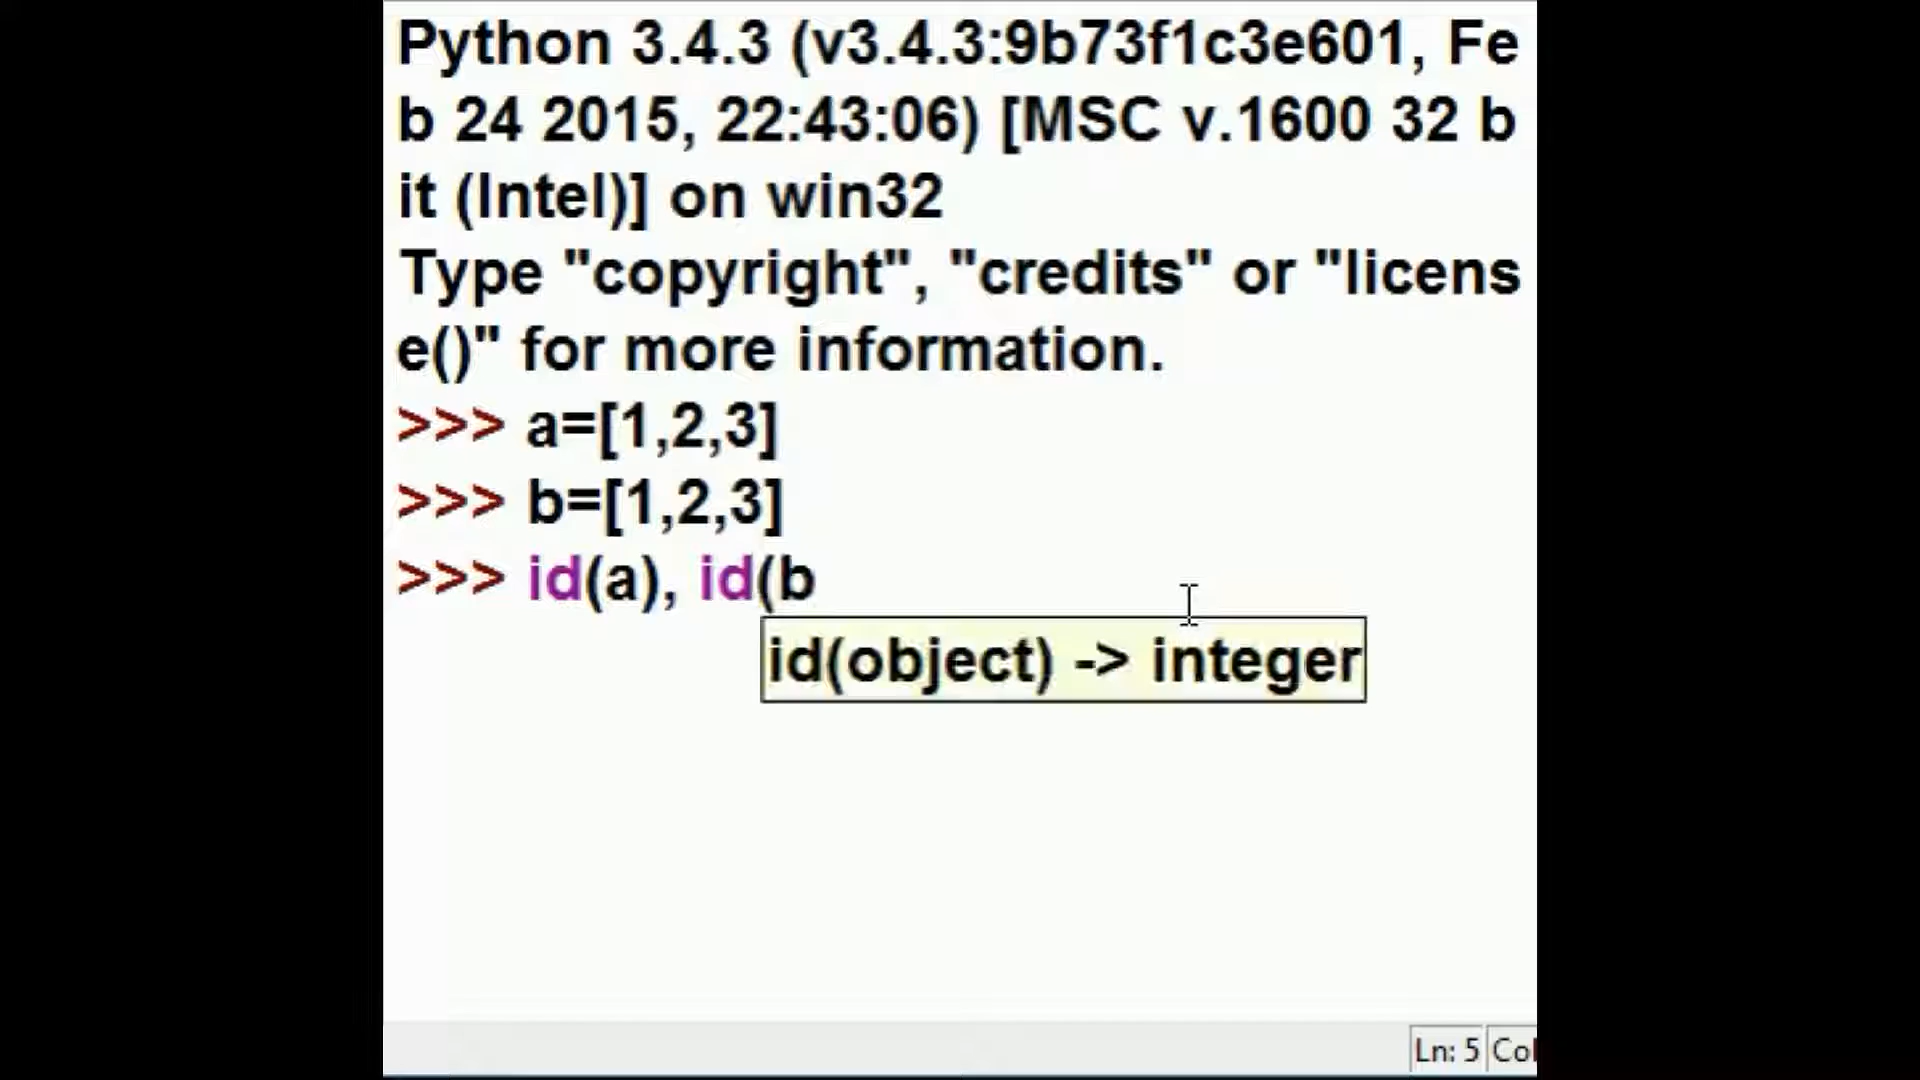 Python 3.4.3 (v3.4.3:9b73f1c3e601, Fe
b 24 2015, 22:43:06) [MSC v.1600 32 b
it (Intel)] on win32
Type "copyright", "credits" or "licens
e()" for more information.
>>> a=[1,2,3]
>>> b=[1,2,3]
>>> id(a), id(b
id(object) -> integer
Ln: 5 Col